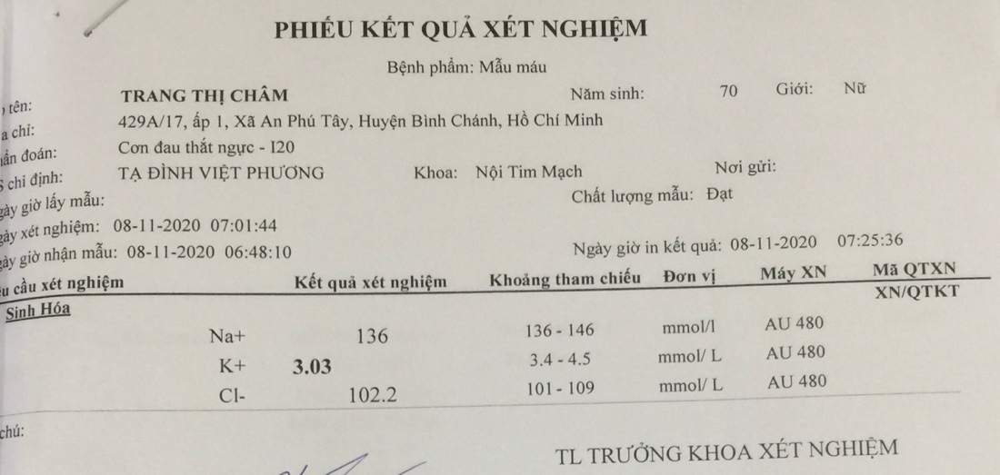 PHIẾU KẾT QUẢ XÉT NGHIỆM
Bệnh phẩm: Mẫu máu
tên: TRANG THỊ CHÂM Năm sinh: 70 Giới: Nữ
a chỉ: 429A/17, ấp 1, Xã An Phú Tây, Huyện Bình Chánh, Hồ Chí Minh
ẩn đoán: Cơn đau thắt ngực - I20
S chỉ định: TẠ ĐÌNH VIỆT PHƯƠNG Khoa: Nội Tim Mạch Nơi gửi:
gày giờ lấy mẫu: Chất lượng mẫu: Đạt
gày xét nghiệm: 08-11-2020 07:01:44
gày giờ nhận mẫu: 08-11-2020 06:48:10 Ngày giờ in kết quả: 08-11-2020 07:25:36
u cầu xét nghiệm Kết quả xét nghiệm Khoảng tham chiếu Đơn vị Máy XN Mã QTXN
XN/QTKT
Sinh Hóa
Na+ 136 136 - 146 mmol/l AU 480
K+ 3.03 3.4 - 4.5 mmol/ L AU 480
Cl- 102.2 101 - 109 mmol/ L AU 480
chú:
TL TRƯỞNG KHOA XÉT NGHIỆM